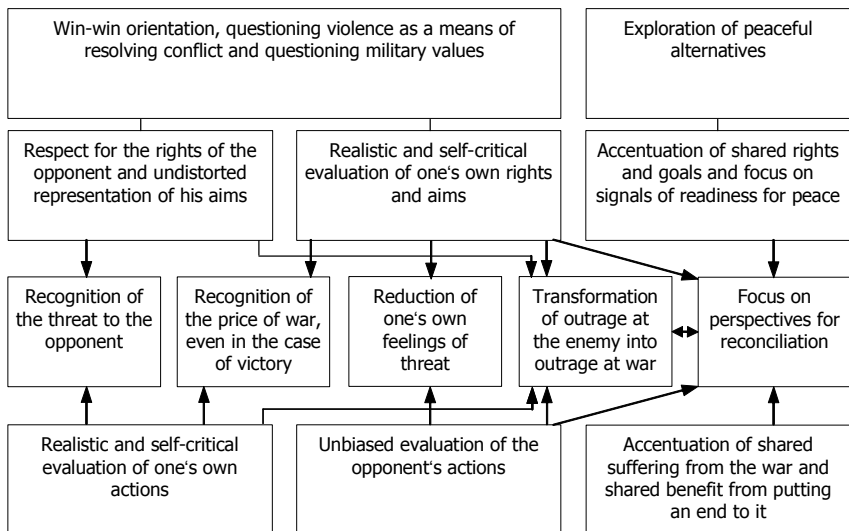 Win-win orientation, questioning violence as a means of
resolving conflict and questioning military values
Exploration of peaceful
alternatives
Respect for the rights of the
opponent and undistorted
representation of his aims
Realistic and self-critical
evaluation of one‘s own rights
and aims
Accentuation of shared rights
and goals and focus on
signals of readiness for peace
Recognition of
the threat to the
opponent
Recognition of
the price of war,
even in the case
of victory
Reduction of
one‘s own
feelings of
threat
Transformation
of outrage at
the enemy into
outrage at war
Focus on
perspectives for
reconciliation
Realistic and self-critical
evaluation of one‘s own
actions
Unbiased evaluation of the
opponent‘s actions
Accentuation of shared
suffering from the war and
shared benefit from putting
an end to it